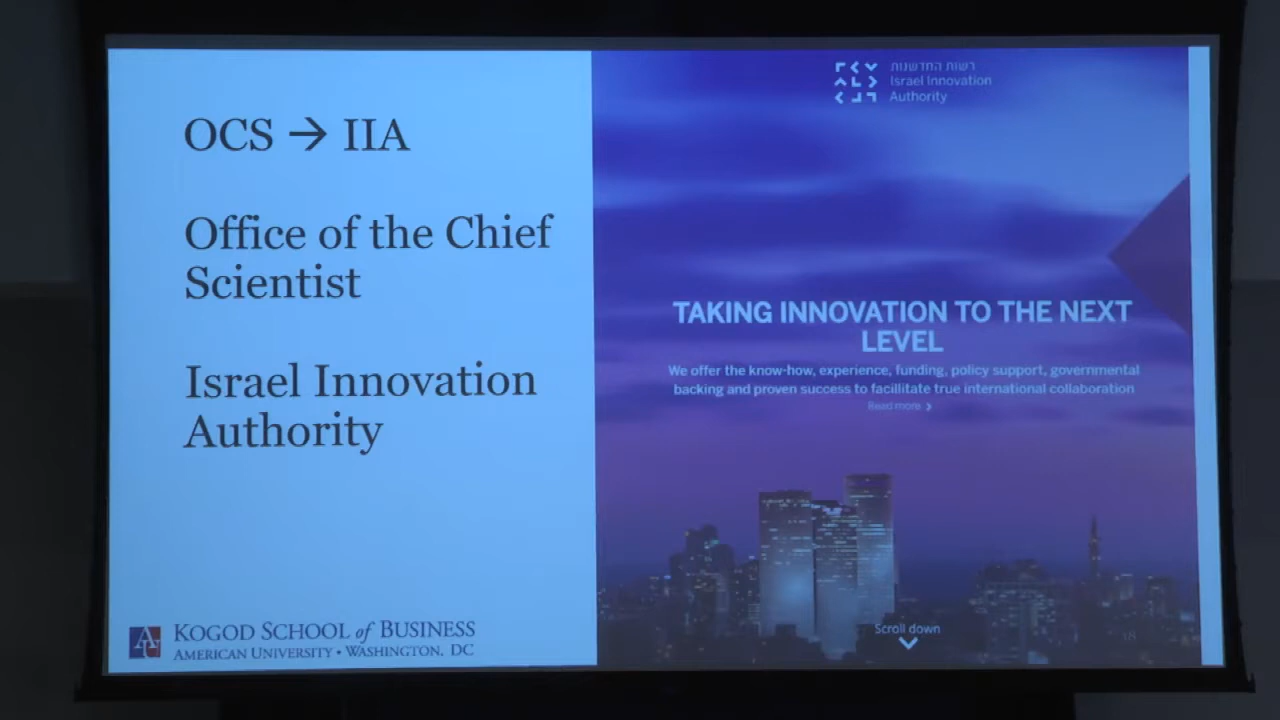 OCS → IIA
Office of the Chief
Scientist
Israel Innovation
Authority
KOGOD SCHOOL of BUSINESS
AMERICAN UNIVERSITY • WASHINGTON, DC
רשות החדשנות
Israel Innovation
Authority
TAKING INNOVATION TO THE NEXT
LEVEL
We offer the know-how, experience, funding, policy support, governmental
backing and proven success to facilitate true international collaboration
Read more ›
Scroll down
18